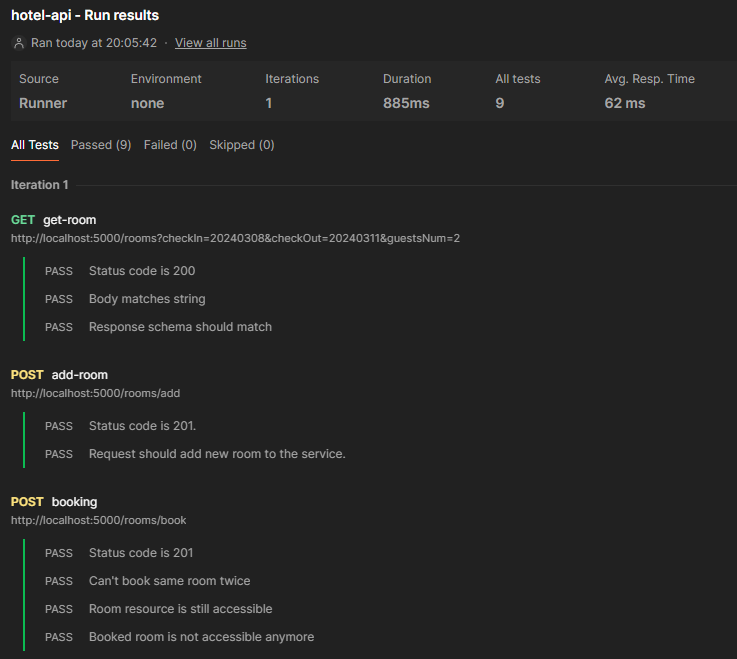 hotel-api - Run results
Ran today at 20:05:42 · View all runs
Source Environment Iterations Duration All tests Avg. Resp. Time
Runner none 1 885ms 9 62 ms
All Tests Passed (9) Failed (0) Skipped (0)
Iteration 1
GET get-room
http://localhost:5000/rooms?checkIn=20240308&checkOut=20240311&guestsNum=2
PASS Status code is 200
PASS Body matches string
PASS Response schema should match
POST add-room
http://localhost:5000/rooms/add
PASS Status code is 201.
PASS Request should add new room to the service.
POST booking
http://localhost:5000/rooms/book
PASS Status code is 201
PASS Can't book same room twice
PASS Room resource is still accessible
PASS Booked room is not accessible anymore